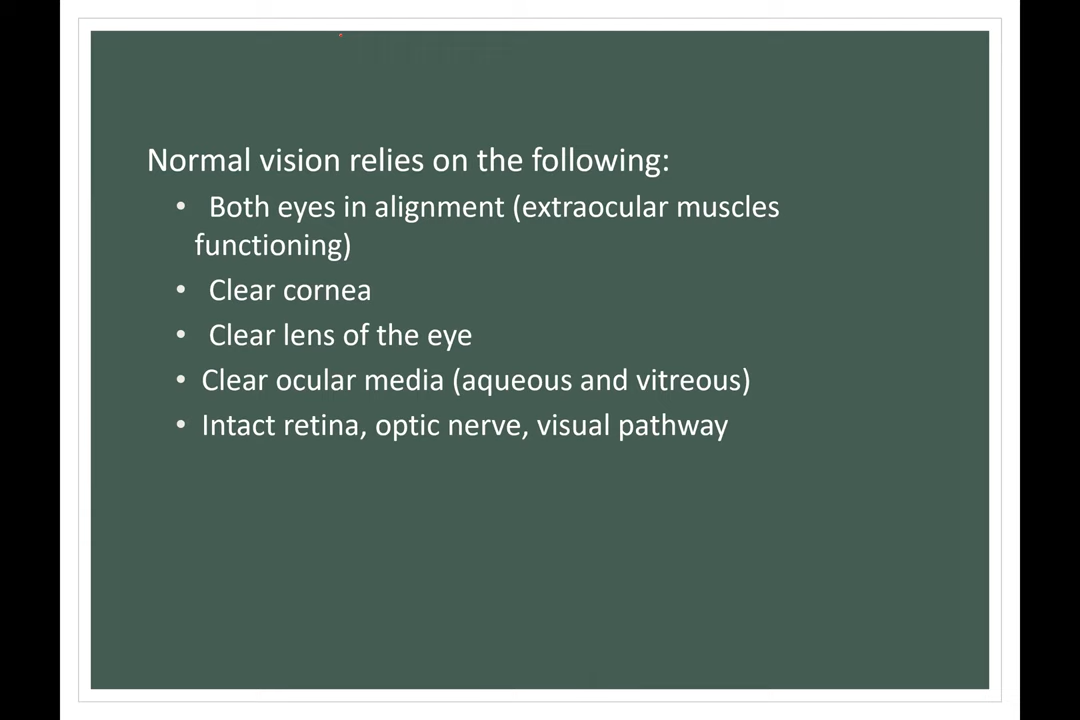 Normal vision relies on the following:
• Both eyes in alignment (extraocular muscles
functioning)
• Clear cornea
• Clear lens of the eye
• Clear ocular media (aqueous and vitreous)
• Intact retina, optic nerve, visual pathway